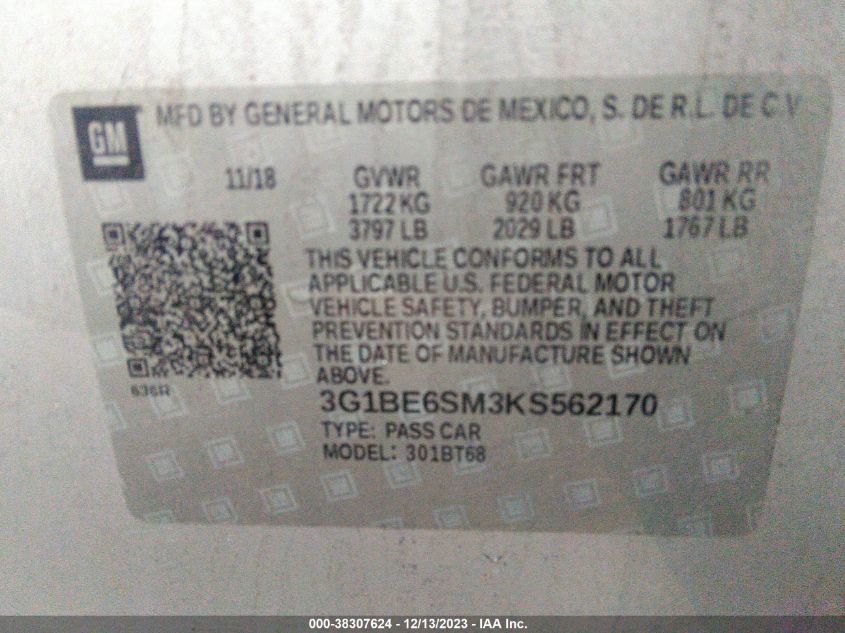 GM
MFD BY GENERAL MOTORS DE MEXICO, S. DE R.L. DE C V
11/18 GVWR GAWR FRT GAWR RR
1722 KG 920 KG 801 KG
3797 LB 2029 LB 1767 LB
THIS VEHICLE CONFORMS TO ALL
APPLICABLE U.S. FEDERAL MOTOR
VEHICLE SAFETY, BUMPER, AND THEFT
PREVENTION STANDARDS IN EFFECT ON
THE DATE OF MANUFACTURE SHOWN
ABOVE.
636R
3G1BE6SM3KS562170
TYPE: PASS CAR
MODEL: 301BT68
000-38307624 - 12/13/2023 - IAA Inc.